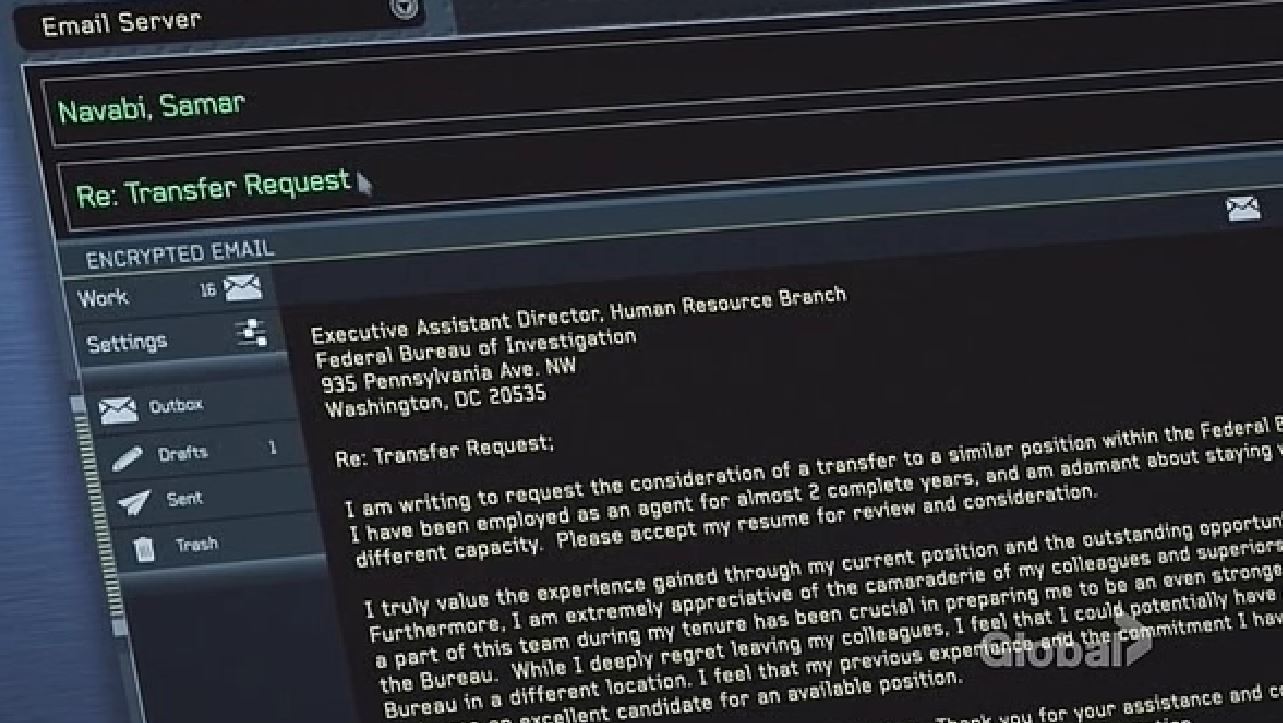 Email Server
Navabi, Samar
Re: Transfer Request
ENCRYPTED EMAIL
Work 16
Settings
Outbox
Drafts 1
Sent
Trash
Executive Assistant Director, Human Resource Branch
Federal Bureau of Investigation
935 Pennsylvania Ave. NW
Washington, DC 20535
Re: Transfer Request;
I am writing to request the consideration of a transfer to a similar position within the Federal
I have been employed as an agent for almost 2 complete years, and am adamant about staying
different capacity. Please accept my resume for review and consideration.
I truly value the experience gained through my current position and the outstanding
Furthermore, I am extremely appreciative of the camaraderie of my colleagues and superiors
a part of this team during my tenure has been crucial in preparing me to be an even
the Bureau. While I deeply regret leaving my colleagues, I feel that I could potentially have
Bureau in a different location. I feel that my previous experience and the commitment I
excellent candidate for an available position.
Thank you for your assistance and
Global